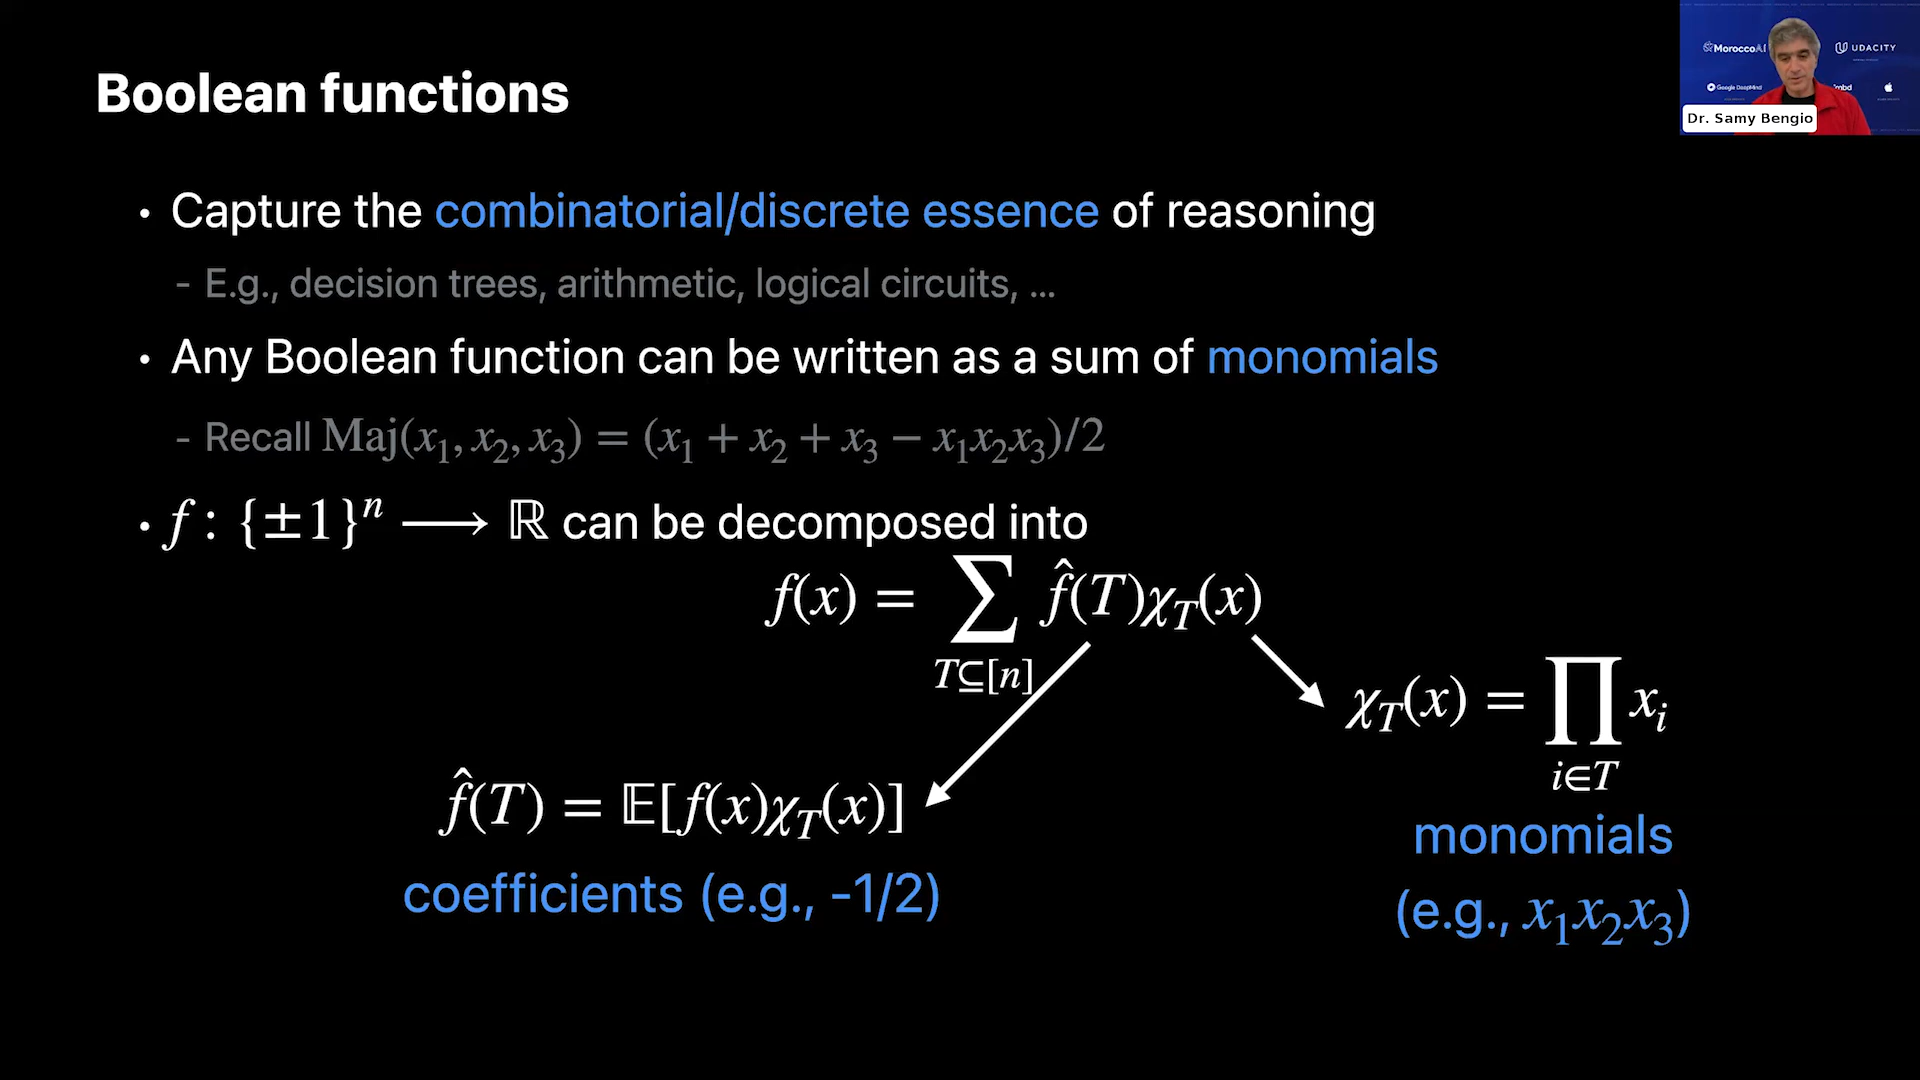 Boolean functions
MoroccoAI
UDACITY
Google DeepMind
Dr. Samy Bengio
• Capture the combinatorial/discrete essence of reasoning
- E.g., decision trees, arithmetic, logical circuits, ...
• Any Boolean function can be written as a sum of monomials
- Recall Maj(x₁, x₂, x₃) = (x₁ + x₂ + x₃ − x₁x₂x₃)/2
• f : {±1}ⁿ ⟶ ℝ can be decomposed into
f(x) = ∑ f̂(T)χ_T(x)
T⊆[n]
χ_T(x) = ∏ xᵢ
i∈T
f̂(T) = 𝔼[f(x)χ_T(x)]
monomials
coefficients (e.g., -1/2)
(e.g., x₁x₂x₃)